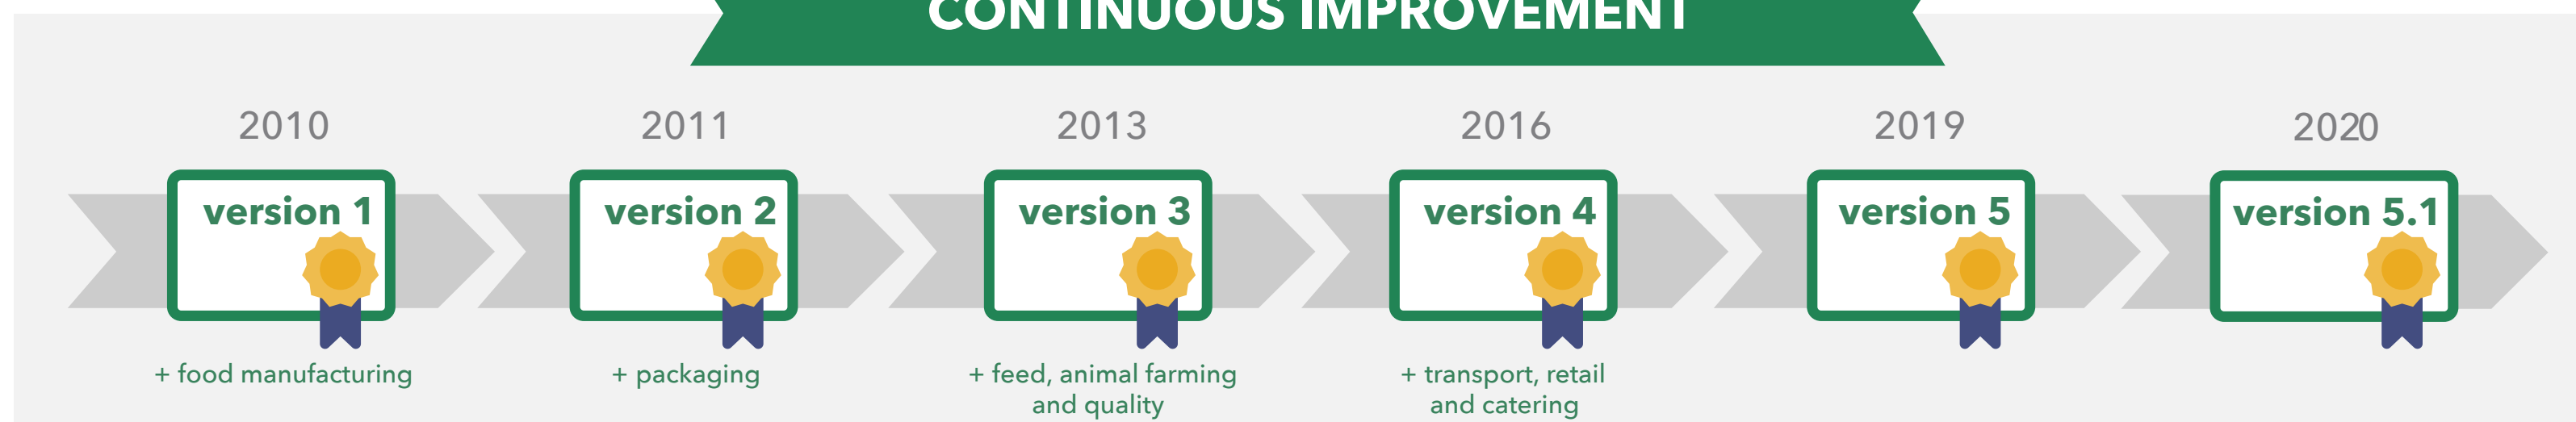 CONTINUOUS IMPROVEMENT
2010
2011
2013
2016
2019
2020
version 1
version 2
version 3
version 4
version 5
version 5.1
+ food manufacturing
+ packaging
+ feed, animal farming
and quality
+ transport, retail
and catering